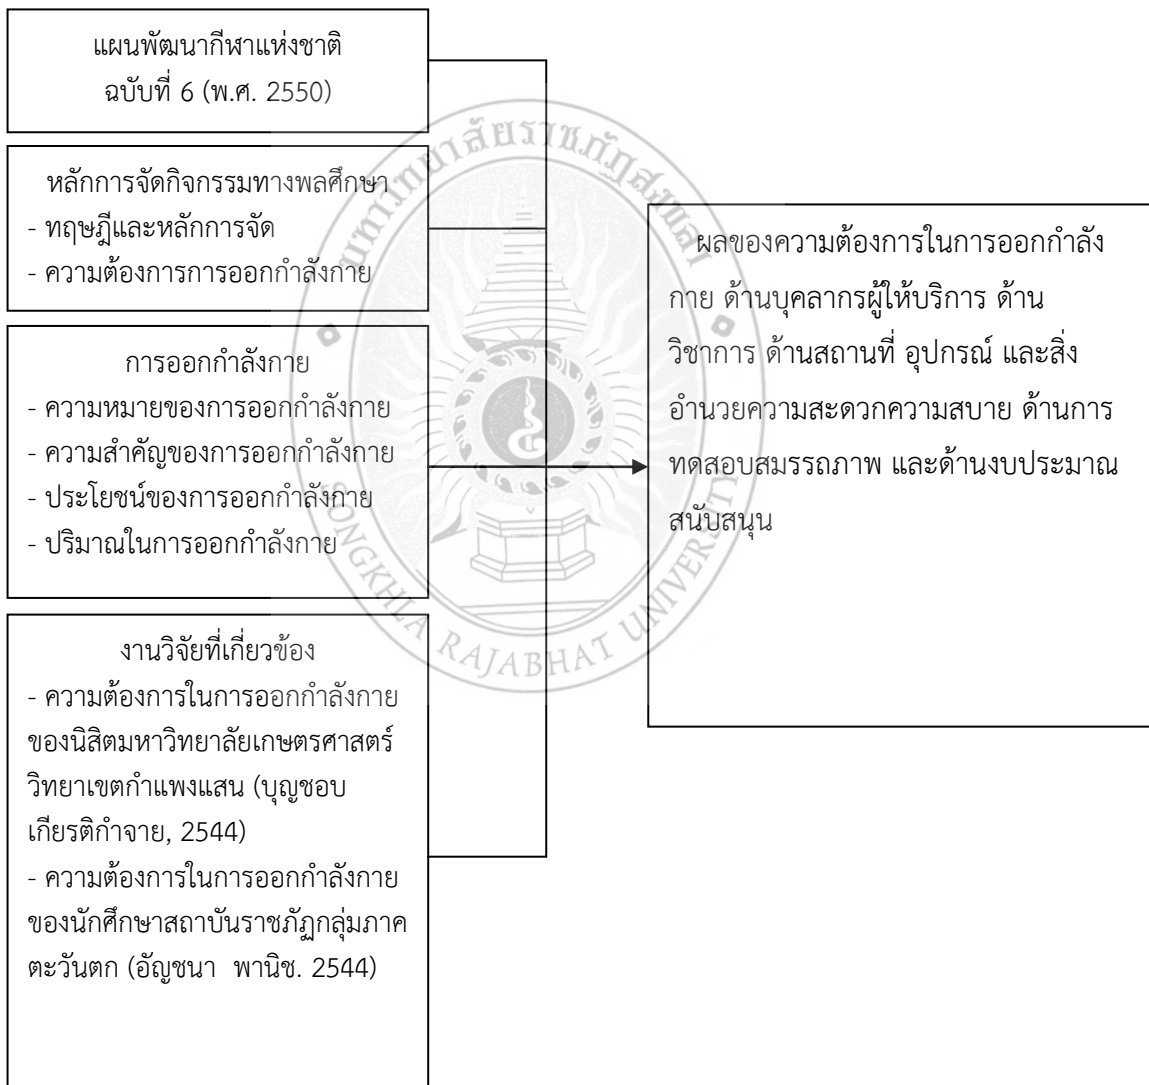 แผนพัฒนากีฬาแห่งชาติ
ฉบับที่ 6 (พ.ศ. 2550)
หลักการจัดกิจกรรมทางพลศึกษา
- ทฤษฎีและหลักการจัด
- ความต้องการการออกกำลังกาย
การออกกำลังกาย
- ความหมายของการออกกำลังกาย
- ความสำคัญของการออกกำลังกาย
- ประโยชน์ของการออกกำลังกาย
- ปริมาณในการออกกำลังกาย
งานวิจัยที่เกี่ยวข้อง
- ความต้องการในการออกกำลังกาย
ของนิสิตมหาวิทยาลัยเกษตรศาสตร์
วิทยาเขตกำแพงแสน (บุญชอบ
เกียรติกำจาย, 2544)
- ความต้องการในการออกกำลังกาย
ของนักศึกษาสถาบันราชภัฏกลุ่มภาค
ตะวันตก (อัญชนา พานิช. 2544)
ผลของความต้องการในการออกกำลัง
กาย ด้านบุคลากรผู้ให้บริการ ด้าน
วิชาการ ด้านสถานที่ อุปกรณ์ และสิ่ง
อำนวยความสะดวกความสบาย ด้านการ
ทดสอบสมรรถภาพ และด้านงบประมาณ
สนับสนุน
มหาวิทยาลัยราชภัฏสงขลา
SONGKHLA RAJABHAT UNIVERSITY